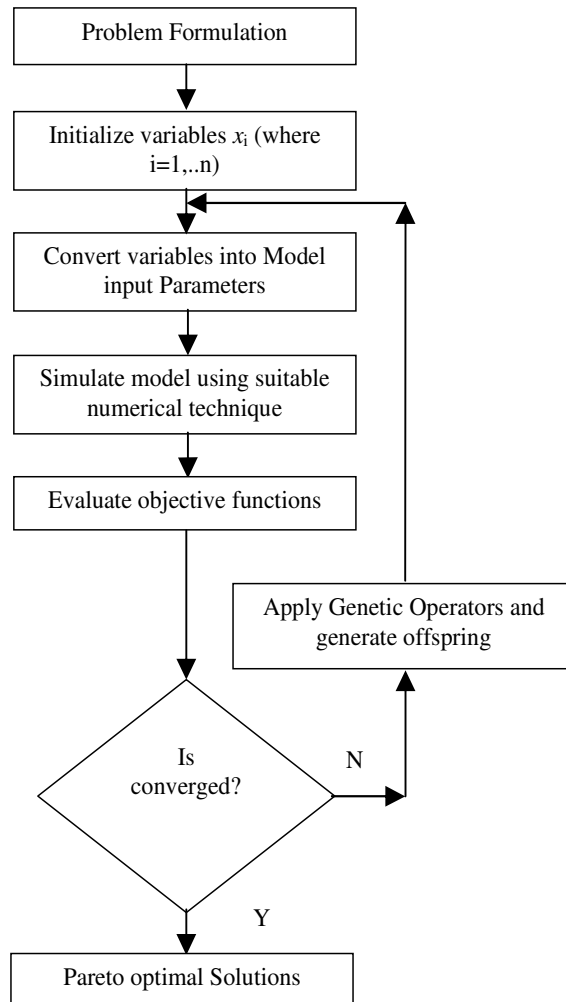 Problem Formulation
Initialize variables xi (where
i=1,..n)
Convert variables into Model
input Parameters
Simulate model using suitable
numerical technique
Evaluate objective functions
Apply Genetic Operators and
generate offspring
Is
converged?
N
Y
Pareto optimal Solutions